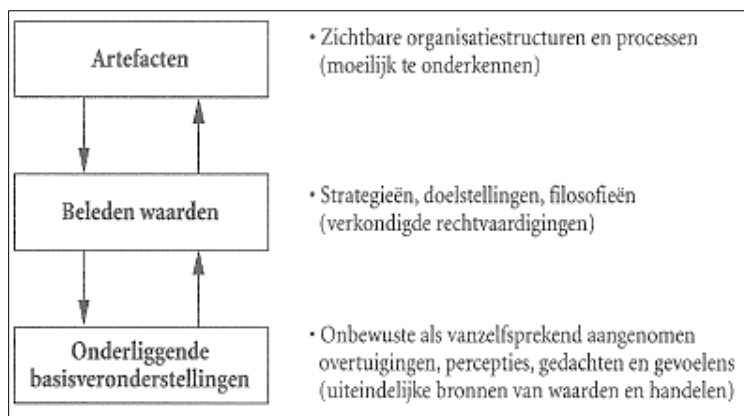 Artefacten
• Zichtbare organisatiestructuren en processen
(moeilijk te onderkennen)
Beleden waarden
• Strategieën, doelstellingen, filosofieën
(verkondigde rechtvaardigingen)
Onderliggende
basisveronderstellingen
• Onbewuste als vanzelfsprekend aangenomen
overtuigingen, percepties, gedachten en gevoelens
(uiteindelijke bronnen van waarden en handelen)